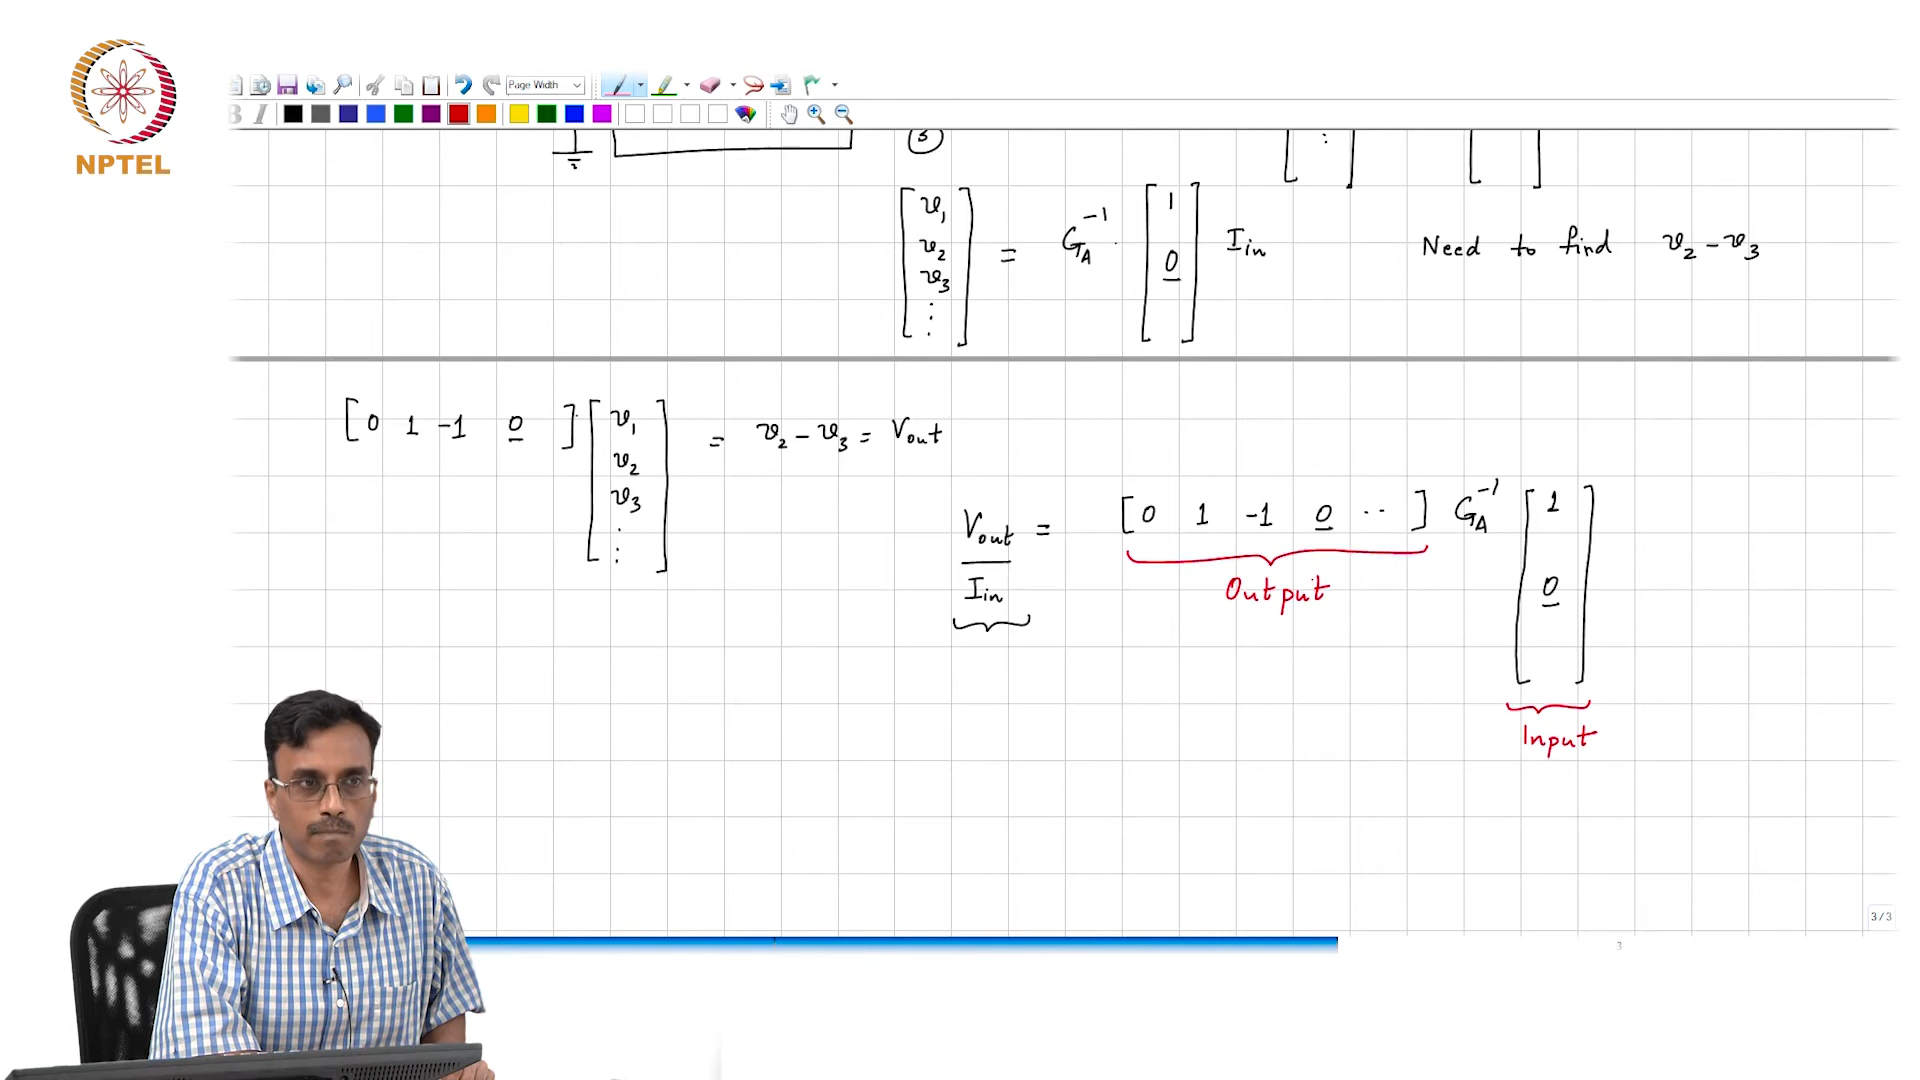 NPTEL
Page Width
B I
3
[v₁ v₂ v₃ ⋮] = G_A⁻¹ [1 0] I_in Need to find v₂ - v₃
[0 1 -1 0] [v₁ v₂ v₃ ⋮] = v₂ - v₃ = V_out
V_out / I_in = [0 1 -1 0 ··] G_A⁻¹ [1 0]
Output
Input
3/3
3